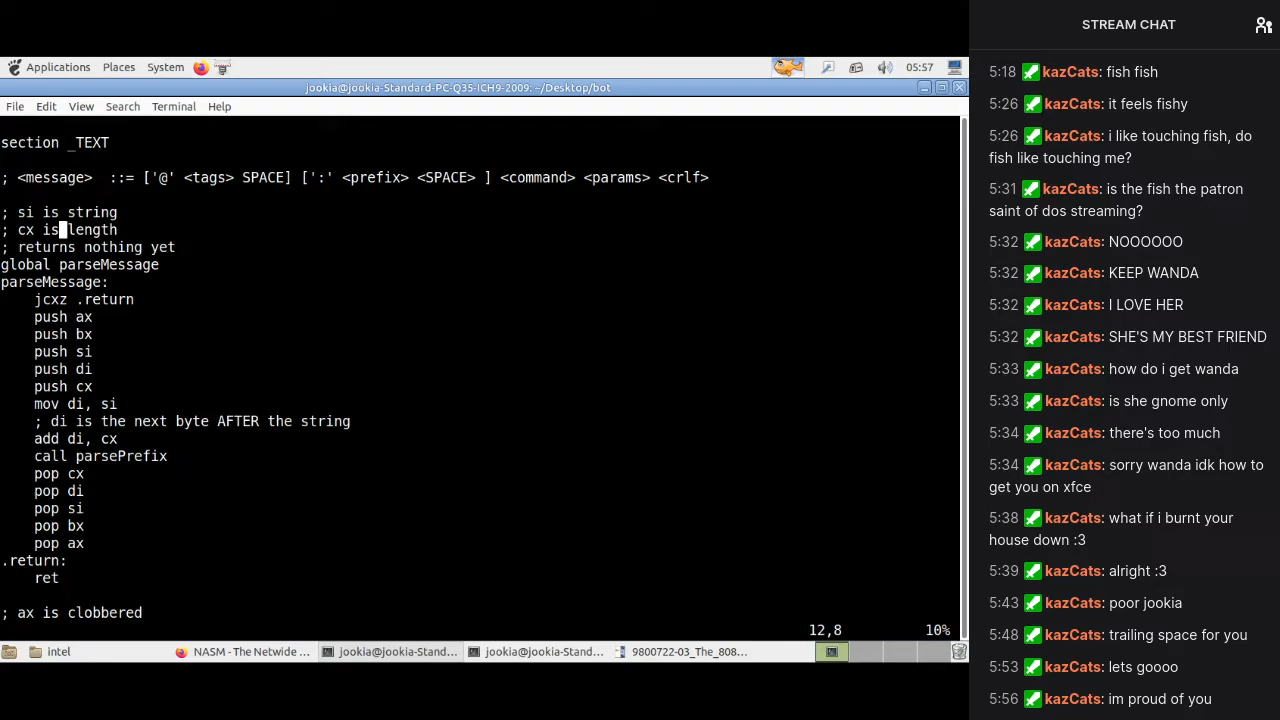 Applications Places System 05:57
jookia@jookia-Standard-PC-Q35-ICH9-2009: ~/Desktop/bot
File Edit View Search Terminal Help
section _TEXT
; <message>  ::= ['@' <tags> SPACE] [':' <prefix> <SPACE> ] <command> <params> <crlf>
; si is string
; cx is length
; returns nothing yet
global parseMessage
parseMessage:
    jcxz .return
    push ax
    push bx
    push si
    push di
    push cx
    mov di, si
    ; di is the next byte AFTER the string
    add di, cx
    call parsePrefix
    pop cx
    pop di
    pop si
    pop bx
    pop ax
.return:
    ret
; ax is clobbered
12,8 10%
intel NASM - The Netwide ... jookia@jookia-Stand... jookia@jookia-Stand... 9800722-03_The_808...
STREAM CHAT
5:18 kazCats: fish fish
5:26 kazCats: it feels fishy
5:26 kazCats: i like touching fish, do
fish like touching me?
5:31 kazCats: is the fish the patron
saint of dos streaming?
5:32 kazCats: NOOOOOO
5:32 kazCats: KEEP WANDA
5:32 kazCats: I LOVE HER
5:32 kazCats: SHE'S MY BEST FRIEND
5:33 kazCats: how do i get wanda
5:33 kazCats: is she gnome only
5:34 kazCats: there's too much
5:34 kazCats: sorry wanda idk how to
get you on xfce
5:38 kazCats: what if i burnt your
house down :3
5:39 kazCats: alright :3
5:43 kazCats: poor jookia
5:48 kazCats: trailing space for you
5:53 kazCats: lets goooo
5:56 kazCats: im proud of you